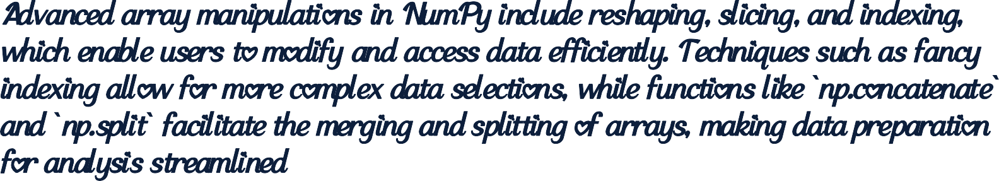 Advanced array manipulations in NumPy include reshaping, slicing, and indexing,
which enable users to modify and access data efficiently. Techniques such as fancy
indexing allow for more complex data selections, while functions like `np.concatenate`
and `np.split` facilitate the merging and splitting of arrays, making data preparation
for analysis streamlined